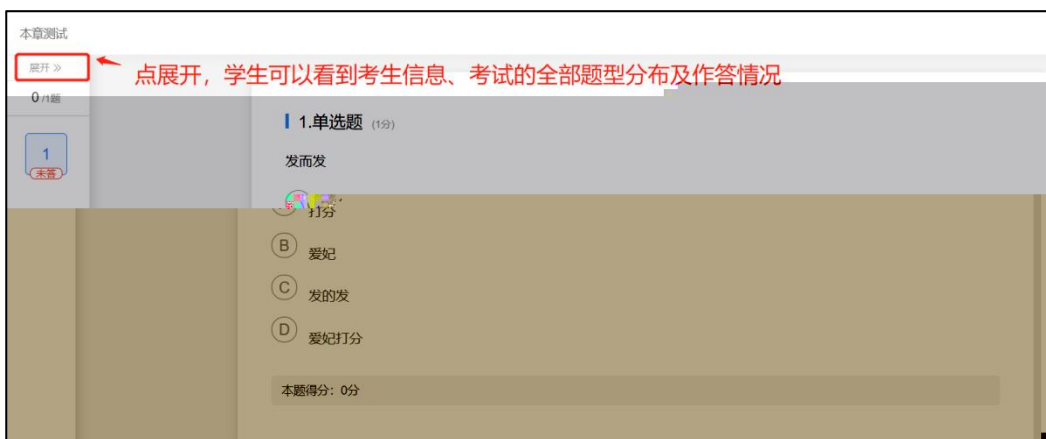 本章测试
展开 »
点展开，学生可以看到考生信息、考试的全部题型分布及作答情况
0 /1题
1
未答
1.单选题 (1分)
发而发
打分
B 爱妃
C 发的发
D 爱妃打分
本题得分：0分